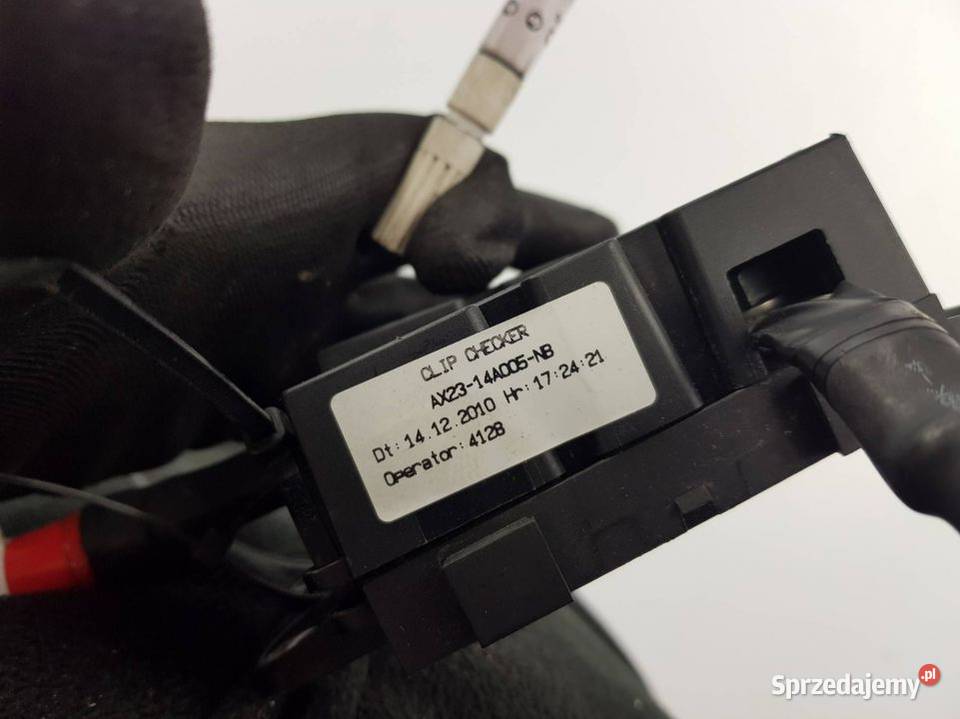 CLIP CHECKER
AX23-14A005-NB
Dt:14.12.2010 Hr:17:24:21
Operator:4128
Sprzedajemy.pl